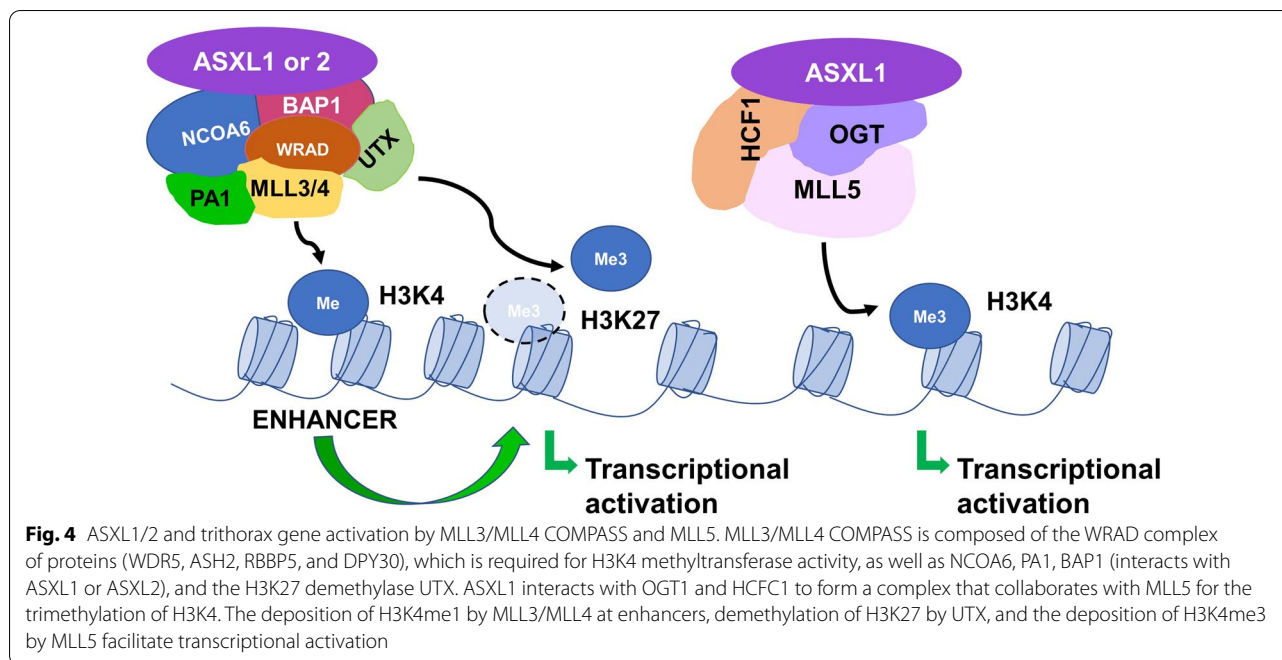 ASXL1 or 2
BAP1
NCOA6
WRAD
UTX
PA1
MLL3/4
ASXL1
HCF1
OGT
MLL5
Me
H3K4
Me3
Me3
H3K27
Me3
H3K4
ENHANCER
Transcriptional
activation
Transcriptional
activation
Fig. 4 ASXL1/2 and trithorax gene activation by MLL3/MLL4 COMPASS and MLL5. MLL3/MLL4 COMPASS is composed of the WRAD complex
of proteins (WDR5, ASH2, RBBP5, and DPY30), which is required for H3K4 methyltransferase activity, as well as NCOA6, PA1, BAP1 (interacts with
ASXL1 or ASXL2), and the H3K27 demethylase UTX. ASXL1 interacts with OGT1 and HCFC1 to form a complex that collaborates with MLL5 for the
trimethylation of H3K4. The deposition of H3K4me1 by MLL3/MLL4 at enhancers, demethylation of H3K27 by UTX, and the deposition of H3K4me3
by MLL5 facilitate transcriptional activation